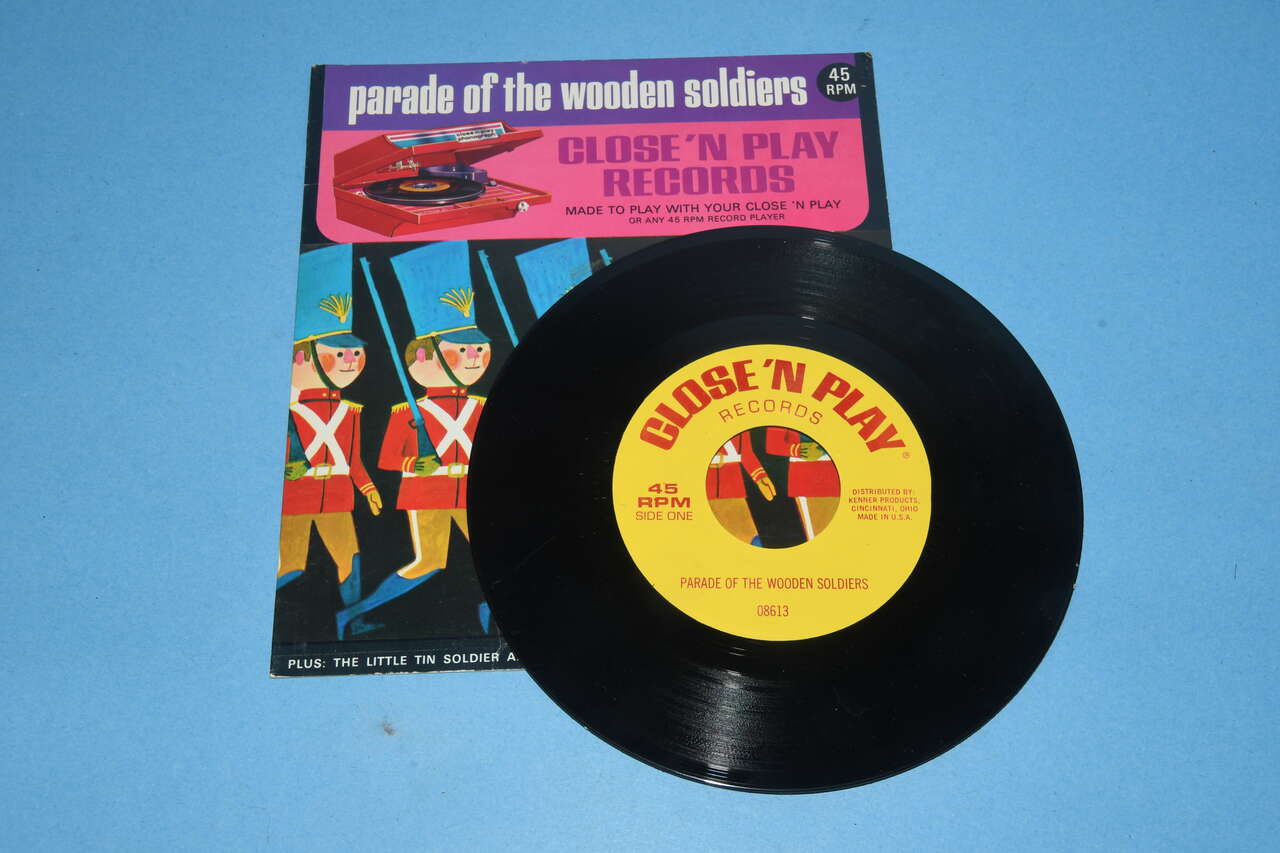 parade of the wooden soldiers
45
RPM
CLOSE 'N PLAY
RECORDS
MADE TO PLAY WITH YOUR CLOSE 'N PLAY
OR ANY 45 RPM RECORD PLAYER
CLOSE 'N PLAY
RECORDS
®
45
RPM
SIDE ONE
DISTRIBUTED BY:
KENNER PRODUCTS,
CINCINNATI, OHIO
MADE IN U.S.A.
PARADE OF THE WOODEN SOLDIERS
08613
PLUS: THE LITTLE TIN SOLDIER A